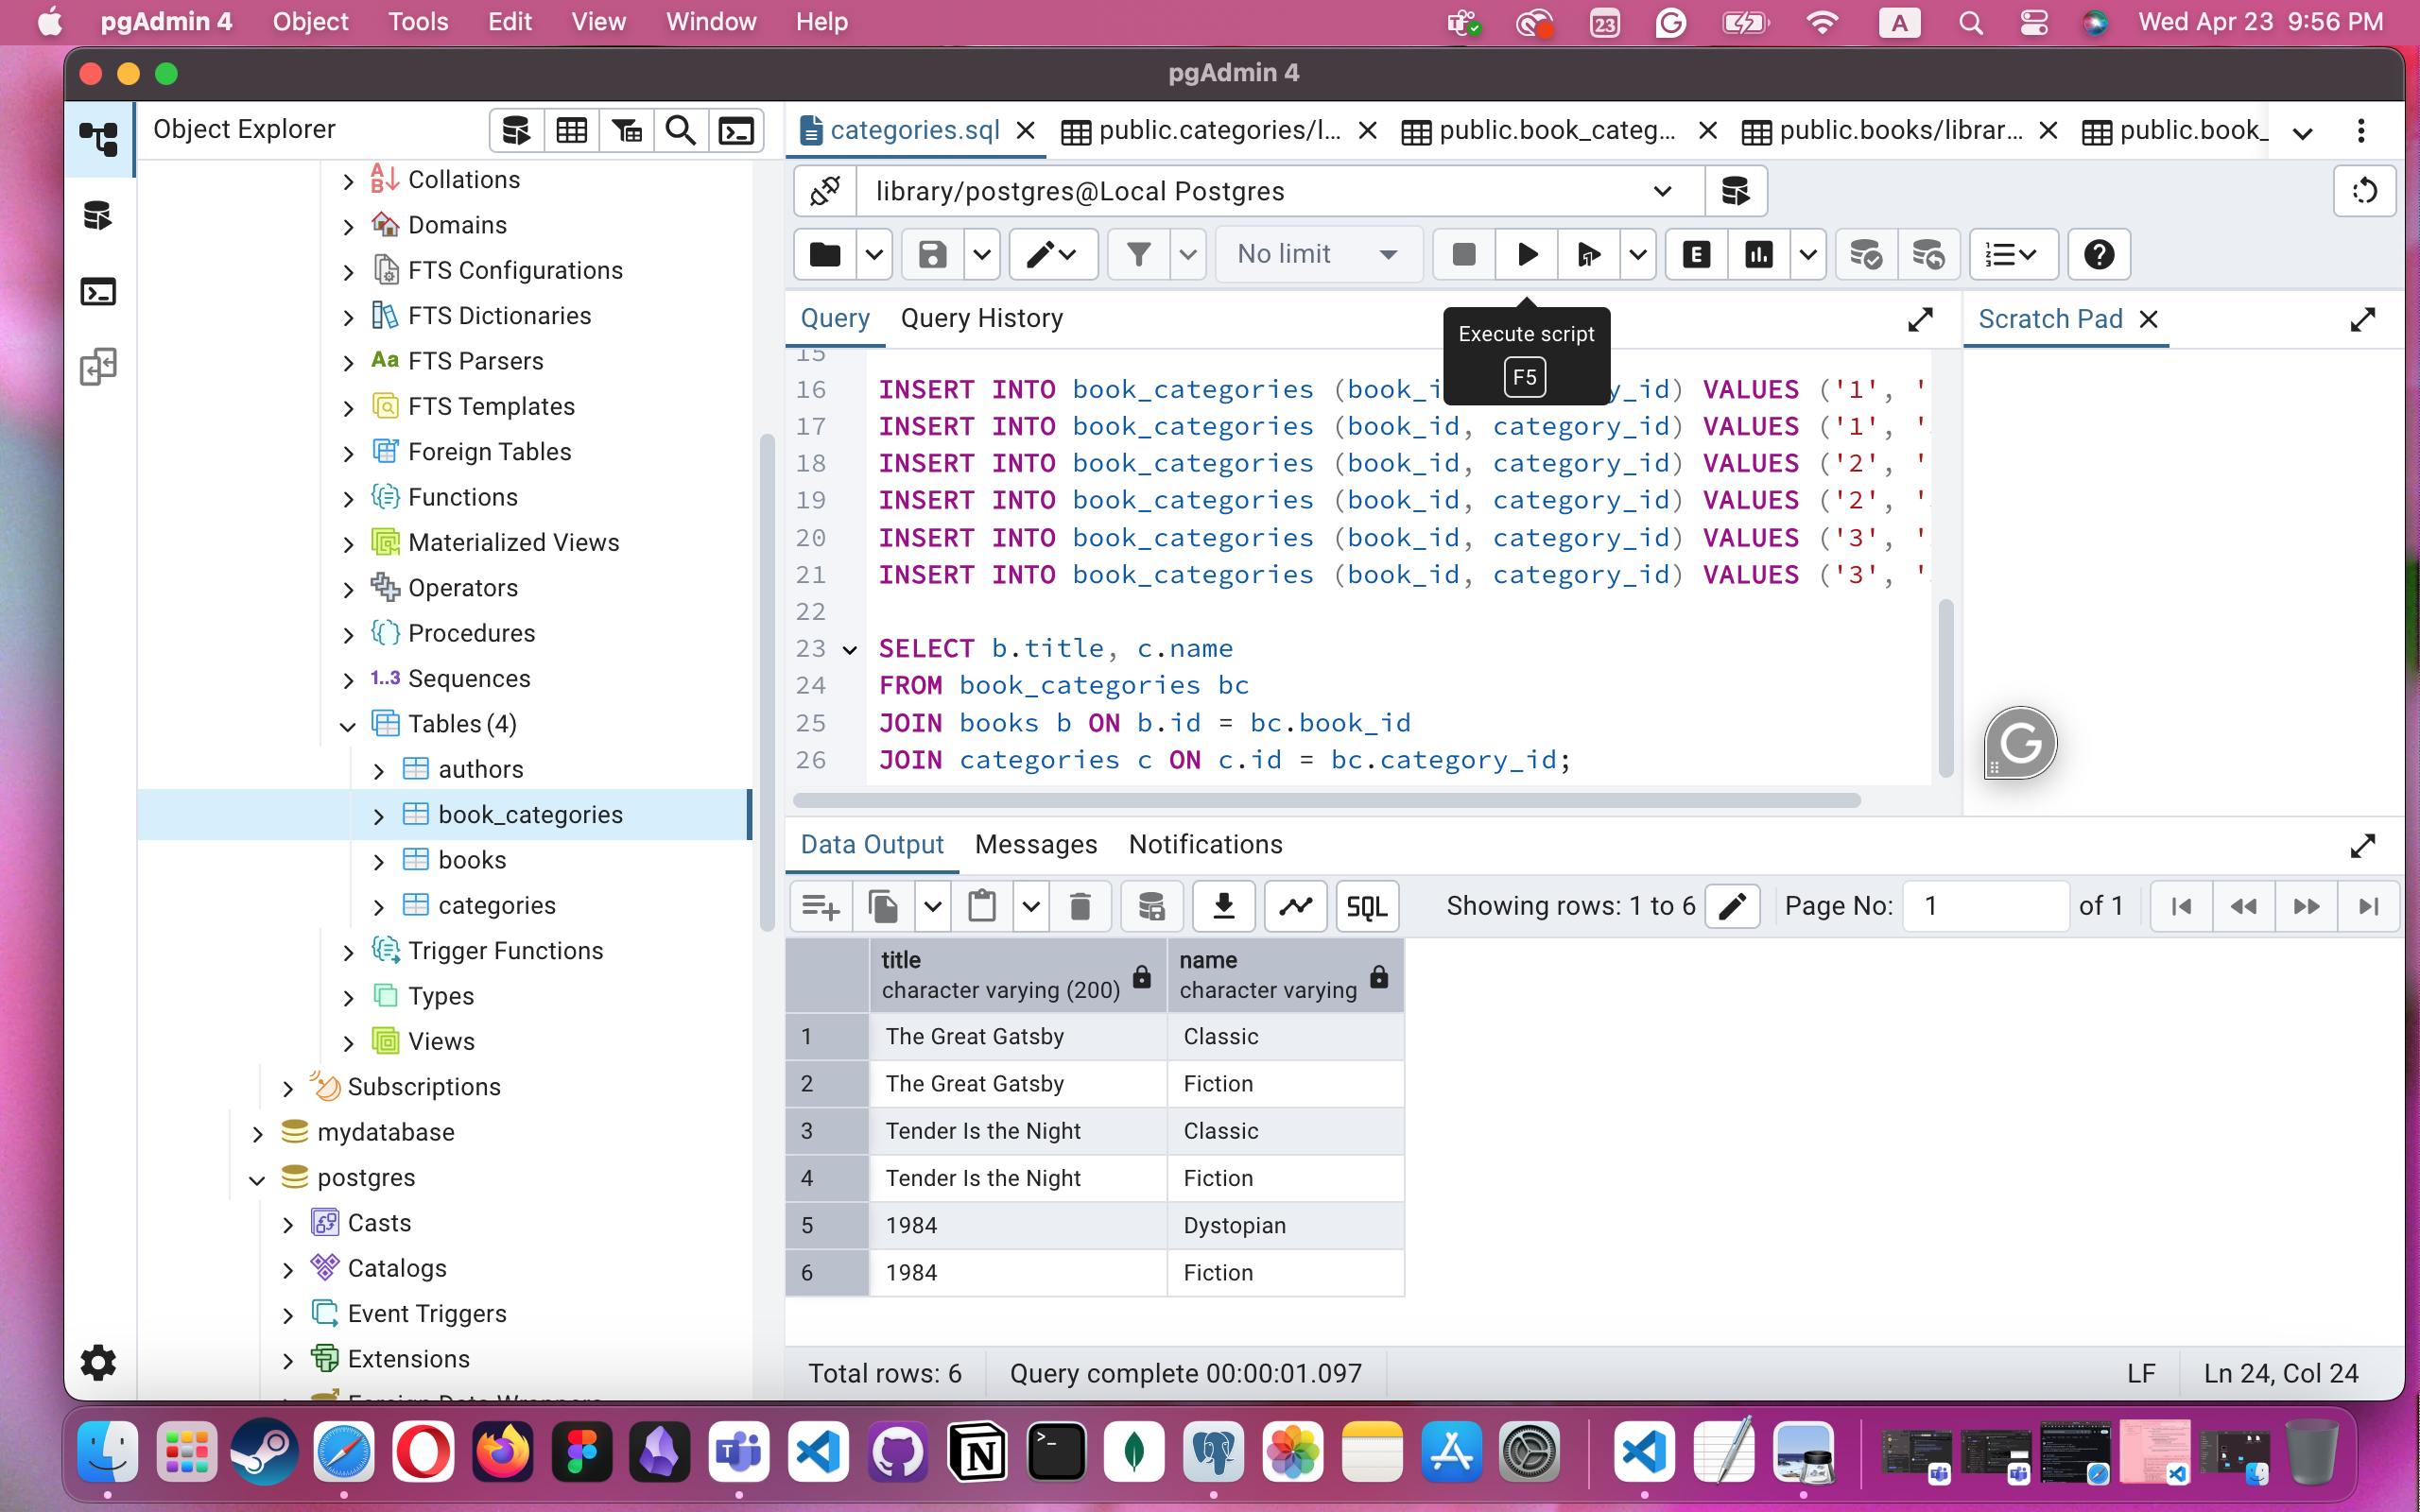 pgAdmin 4 Object Tools Edit View Window Help 23 A Wed Apr 23 9:56 PM
pgAdmin 4
Object Explorer
Collations
Domains
FTS Configurations
FTS Dictionaries
Aa FTS Parsers
FTS Templates
Foreign Tables
Functions
Materialized Views
Operators
Procedures
1..3 Sequences
Tables (4)
authors
book_categories
books
categories
Trigger Functions
Types
Views
Subscriptions
mydatabase
postgres
Casts
Catalogs
Event Triggers
Extensions
Foreign Data Wrappers
categories.sql public.categories/l... public.book_categ... public.books/librar... public.book_
library/postgres@Local Postgres
No limit E
Query Query History
Execute script
F5
Scratch Pad
15
16 INSERT INTO book_categories (book_i y_id) VALUES ('1', '
17 INSERT INTO book_categories (book_id, category_id) VALUES ('1', '
18 INSERT INTO book_categories (book_id, category_id) VALUES ('2', '
19 INSERT INTO book_categories (book_id, category_id) VALUES ('2', '
20 INSERT INTO book_categories (book_id, category_id) VALUES ('3', '
21 INSERT INTO book_categories (book_id, category_id) VALUES ('3', '
22
23 SELECT b.title, c.name
24 FROM book_categories bc
25 JOIN books b ON b.id = bc.book_id
26 JOIN categories c ON c.id = bc.category_id;
Data Output Messages Notifications
SQL Showing rows: 1 to 6 Page No: 1 of 1
title name
character varying (200) character varying
1 The Great Gatsby Classic
2 The Great Gatsby Fiction
3 Tender Is the Night Classic
4 Tender Is the Night Fiction
5 1984 Dystopian
6 1984 Fiction
Total rows: 6 Query complete 00:00:01.097 LF Ln 24, Col 24